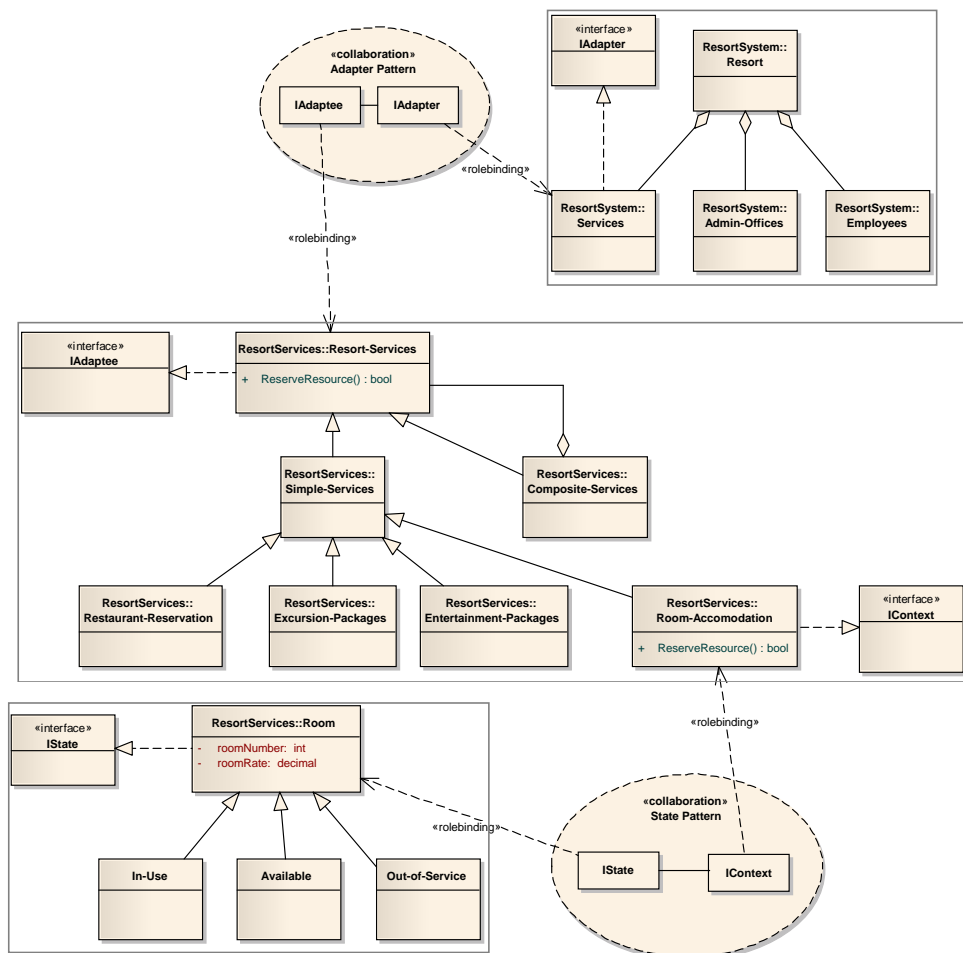 «collaboration»
Adapter Pattern
IAdaptee
IAdapter
«interface»
IAdapter
ResortSystem::
Resort
«rolebinding»
ResortSystem::
Services
ResortSystem::
Admin-Offices
ResortSystem::
Employees
«rolebinding»
«interface»
IAdaptee
ResortServices::Resort-Services
+ ReserveResource() : bool
ResortServices::
Simple-Services
ResortServices::
Composite-Services
ResortServices::
Restaurant-Reservation
ResortServices::
Excursion-Packages
ResortServices::
Entertainment-Packages
ResortServices::
Room-Accomodation
+ ReserveResource() : bool
«interface»
IContext
«rolebinding»
«interface»
IState
ResortServices::Room
- roomNumber: int
- roomRate: decimal
«rolebinding»
«collaboration»
State Pattern
IState
IContext
In-Use
Available
Out-of-Service